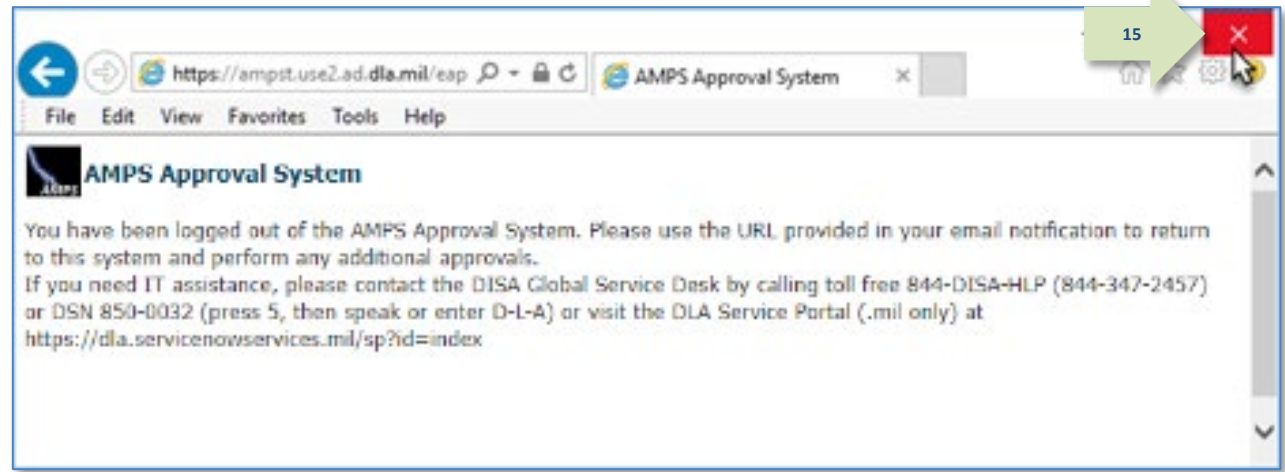 15
https://ampst.use2.ad.dla.mil/eap
AMPS Approval System
File Edit View Favorites Tools Help
AMPS
AMPS Approval System
You have been logged out of the AMPS Approval System. Please use the URL provided in your email notification to return
to this system and perform any additional approvals.
If you need IT assistance, please contact the DISA Global Service Desk by calling toll free 844-DISA-HLP (844-347-2457)
or DSN 850-0032 (press 5, then speak or enter D-L-A) or visit the DLA Service Portal (.mil only) at
https://dla.servicenowservices.mil/sp?id=index